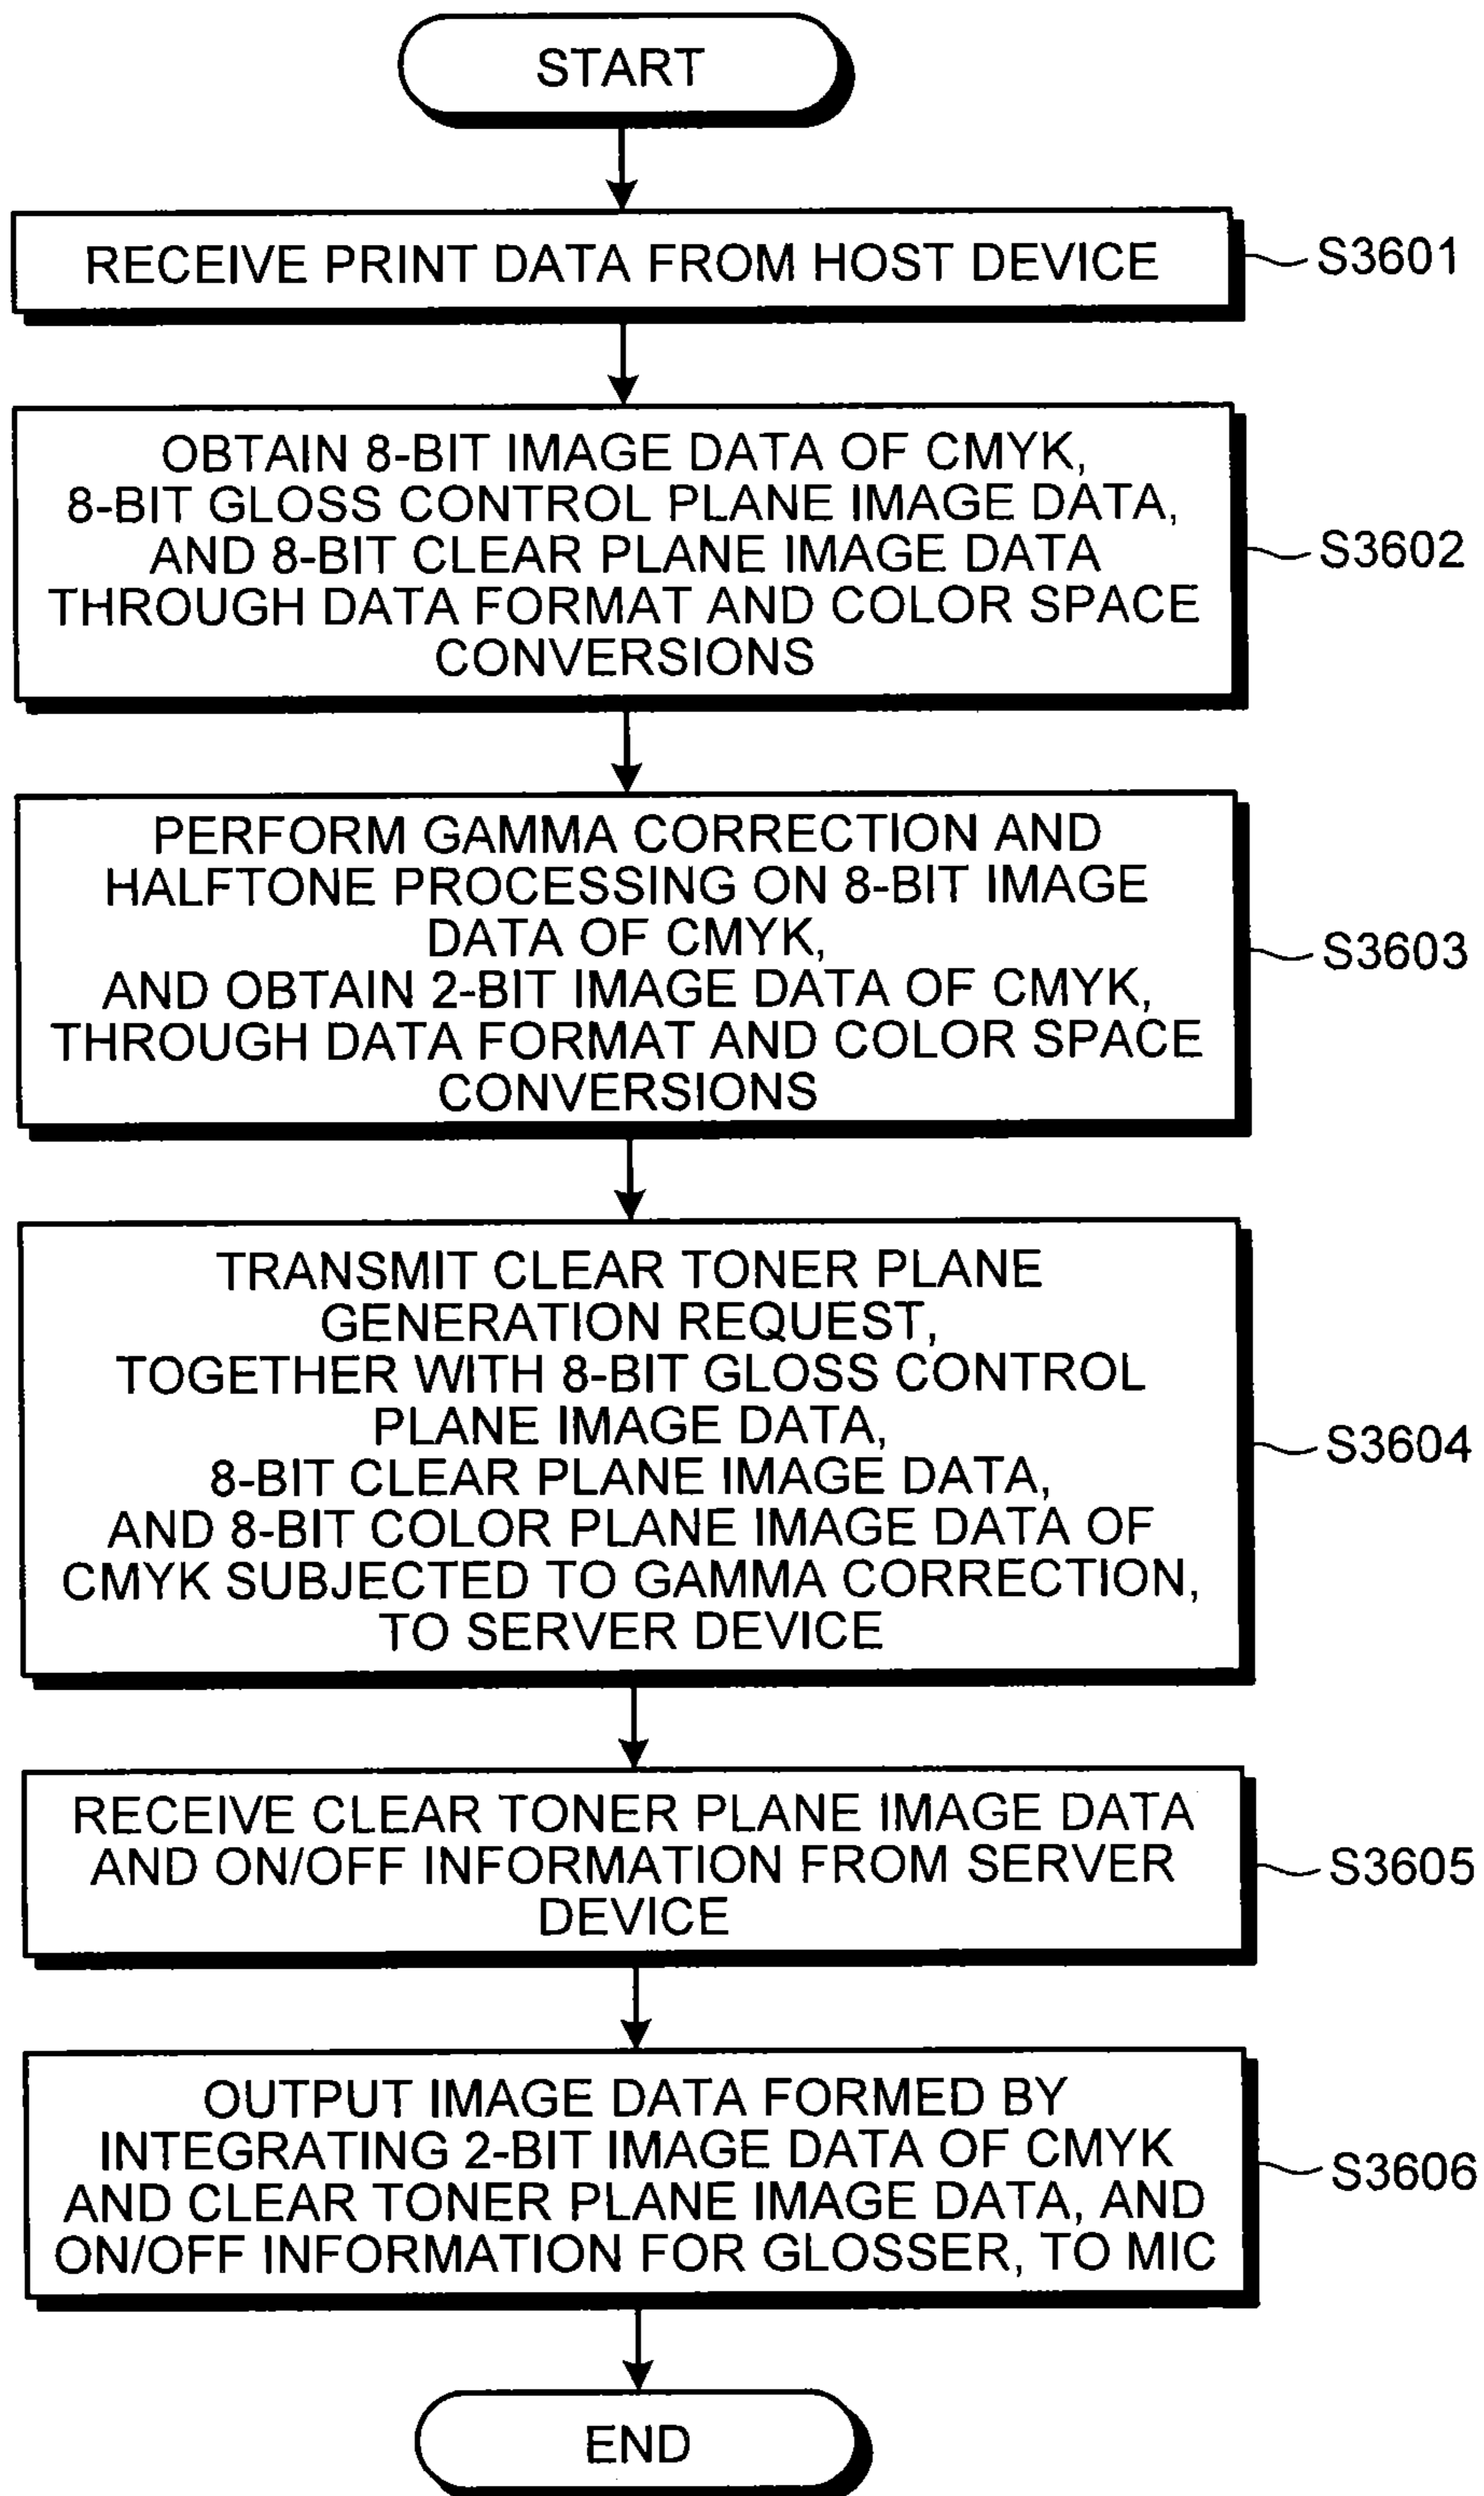 START
RECEIVE PRINT DATA FROM HOST DEVICE
S3601
OBTAIN 8-BIT IMAGE DATA OF CMYK,
8-BIT GLOSS CONTROL PLANE IMAGE DATA,
AND 8-BIT CLEAR PLANE IMAGE DATA
THROUGH DATA FORMAT AND COLOR SPACE
CONVERSIONS
S3602
PERFORM GAMMA CORRECTION AND
HALFTONE PROCESSING ON 8-BIT IMAGE
DATA OF CMYK,
AND OBTAIN 2-BIT IMAGE DATA OF CMYK,
THROUGH DATA FORMAT AND COLOR SPACE
CONVERSIONS
S3603
TRANSMIT CLEAR TONER PLANE
GENERATION REQUEST,
TOGETHER WITH 8-BIT GLOSS CONTROL
PLANE IMAGE DATA,
8-BIT CLEAR PLANE IMAGE DATA,
AND 8-BIT COLOR PLANE IMAGE DATA OF
CMYK SUBJECTED TO GAMMA CORRECTION,
TO SERVER DEVICE
S3604
RECEIVE CLEAR TONER PLANE IMAGE DATA
AND ON/OFF INFORMATION FROM SERVER
DEVICE
S3605
OUTPUT IMAGE DATA FORMED BY
INTEGRATING 2-BIT IMAGE DATA OF CMYK
AND CLEAR TONER PLANE IMAGE DATA, AND
ON/OFF INFORMATION FOR GLOSSER, TO MIC
S3606
END